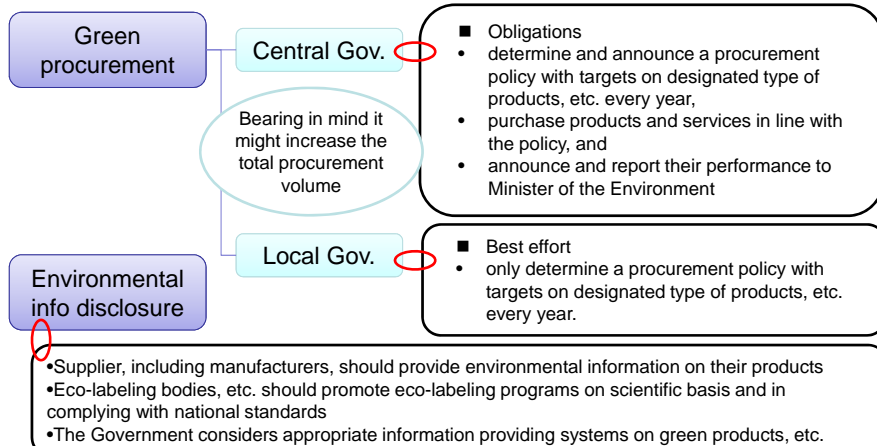 Green
procurement
Central Gov.
■ Obligations
• determine and announce a procurement
policy with targets on designated type of
products, etc. every year,
• purchase products and services in line with
the policy, and
• announce and report their performance to
Minister of the Environment
Bearing in mind it
might increase the
total procurement
volume
Local Gov.
■ Best effort
• only determine a procurement policy with
targets on designated type of products, etc.
every year.
Environmental
info disclosure
•Supplier, including manufacturers, should provide environmental information on their products
•Eco-labeling bodies, etc. should promote eco-labeling programs on scientific basis and in
complying with national standards
•The Government considers appropriate information providing systems on green products, etc.